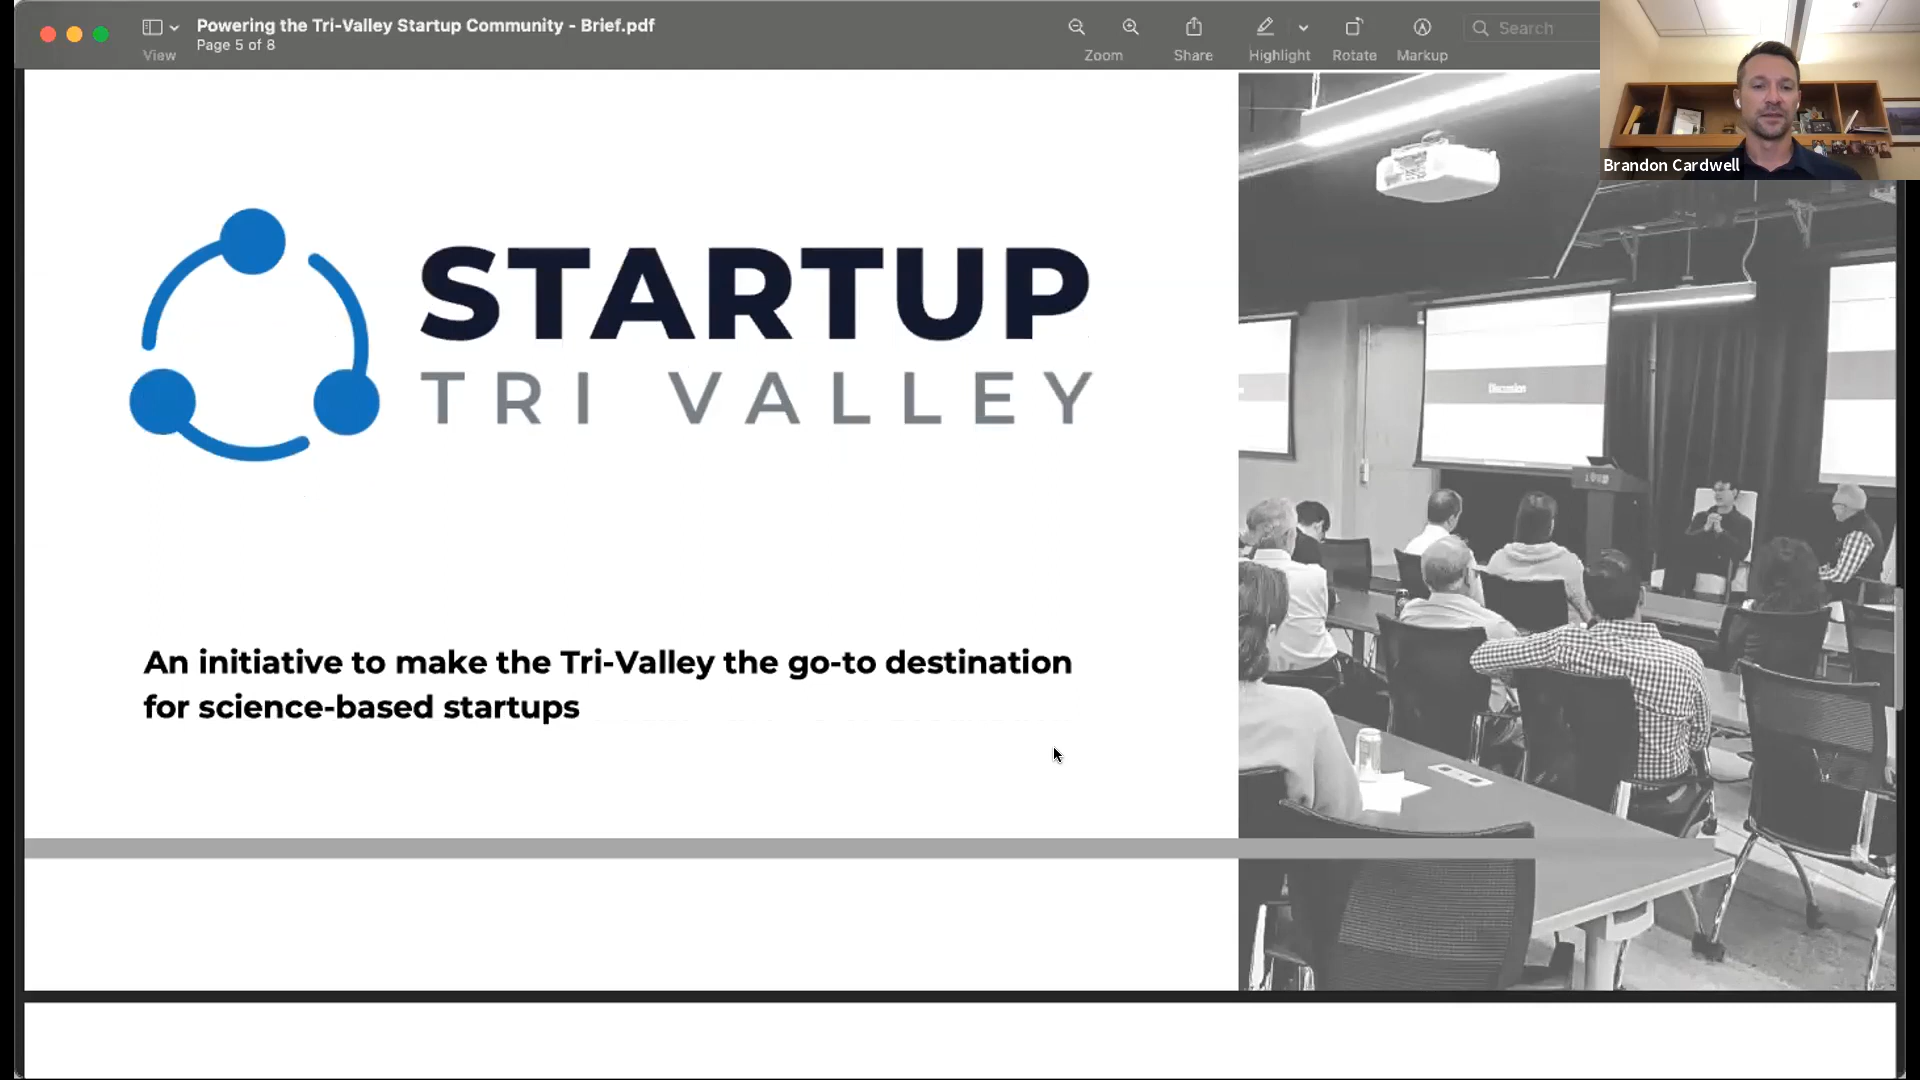 Powering the Tri-Valley Startup Community - Brief.pdf
Page 5 of 8
View
Zoom
Share
Highlight
Rotate
Markup
Search
Brandon Cardwell
STARTUP
TRI VALLEY
Discussion
An initiative to make the Tri-Valley the go-to destination
for science-based startups